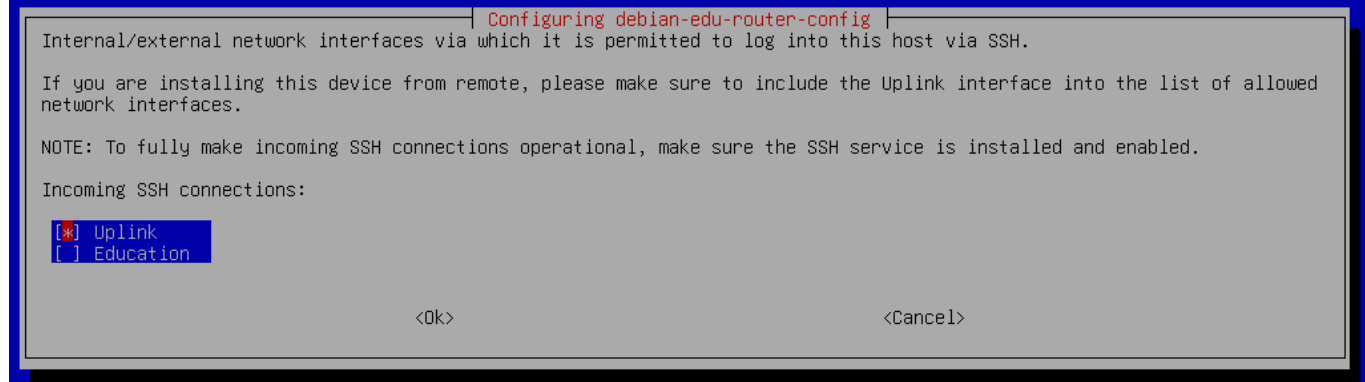 Configuring debian-edu-router-config
Internal/external network interfaces via which it is permitted to log into this host via SSH.
If you are installing this device from remote, please make sure to include the Uplink interface into the list of allowed
network interfaces.
NOTE: To fully make incoming SSH connections operational, make sure the SSH service is installed and enabled.
Incoming SSH connections:
[*] Uplink
[ ] Education
<Ok> <Cancel>